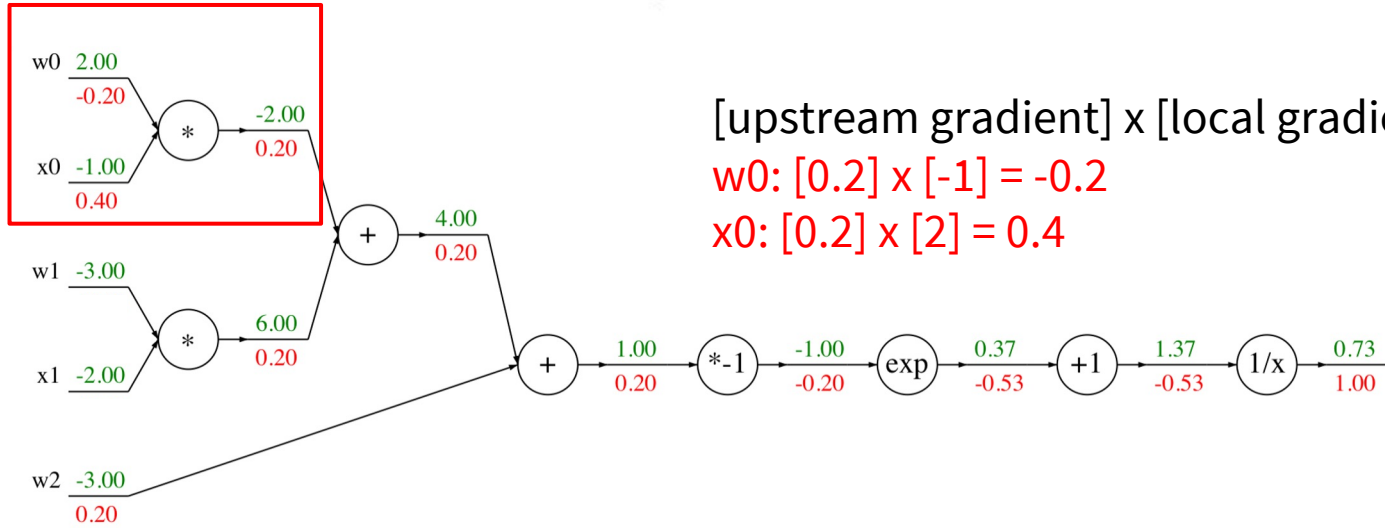 w0 2.00
-0.20
*
-2.00
0.20
x0 -1.00
0.40
[upstream gradient] x [local gradie
w0: [0.2] x [-1] = -0.2
x0: [0.2] x [2] = 0.4
+
4.00
0.20
w1 -3.00
*
6.00
0.20
x1 -2.00
+
1.00
0.20
*-1
-1.00
-0.20
exp
0.37
-0.53
+1
1.37
-0.53
1/x
0.73
1.00
w2 -3.00
0.20